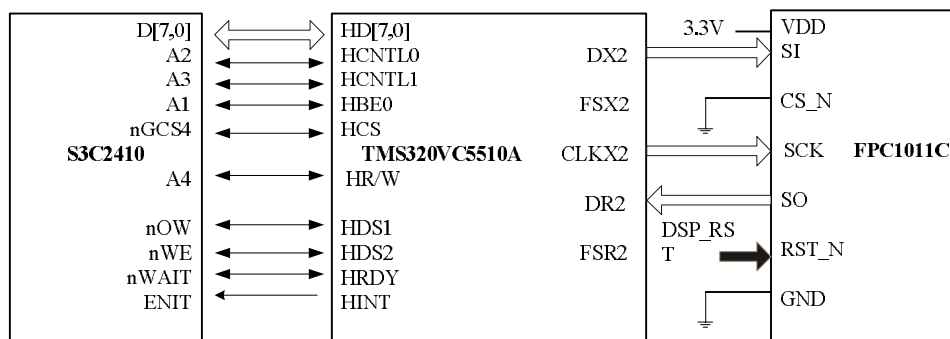 D[7,0]
A2
A3
A1
nGCS4
S3C2410
A4
nOW
nWE
nWAIT
ENIT
HD[7,0]
HCNTL0
HCNTL1
HBE0
HCS
TMS320VC5510A
HR/W
HDS1
HDS2
HRDY
HINT
DX2
FSX2
CLKX2
DR2
FSR2
3.3V
DSP_RS
T
VDD
SI
CS_N
SCK
FPC1011C
SO
RST_N
GND